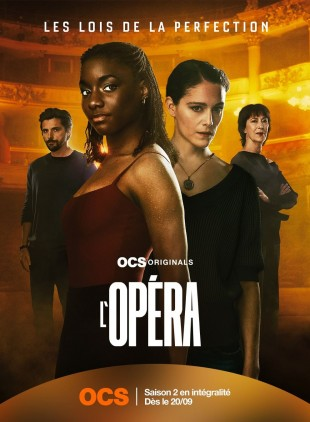 LES LOIS DE LA PERFECTION
OCS ORIGINALS
L'OPÉRA
OCS
Saison 2 en intégralité
Dès le 20/09